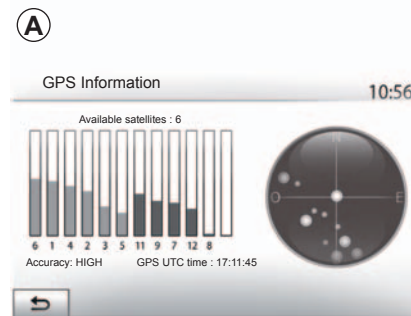 A
GPS Information
10:56
Available satellites : 6
N
O
E
6 1 4 2 3 5 11 9 7 12 8
Accuracy: HIGH
GPS UTC time : 17:11:45